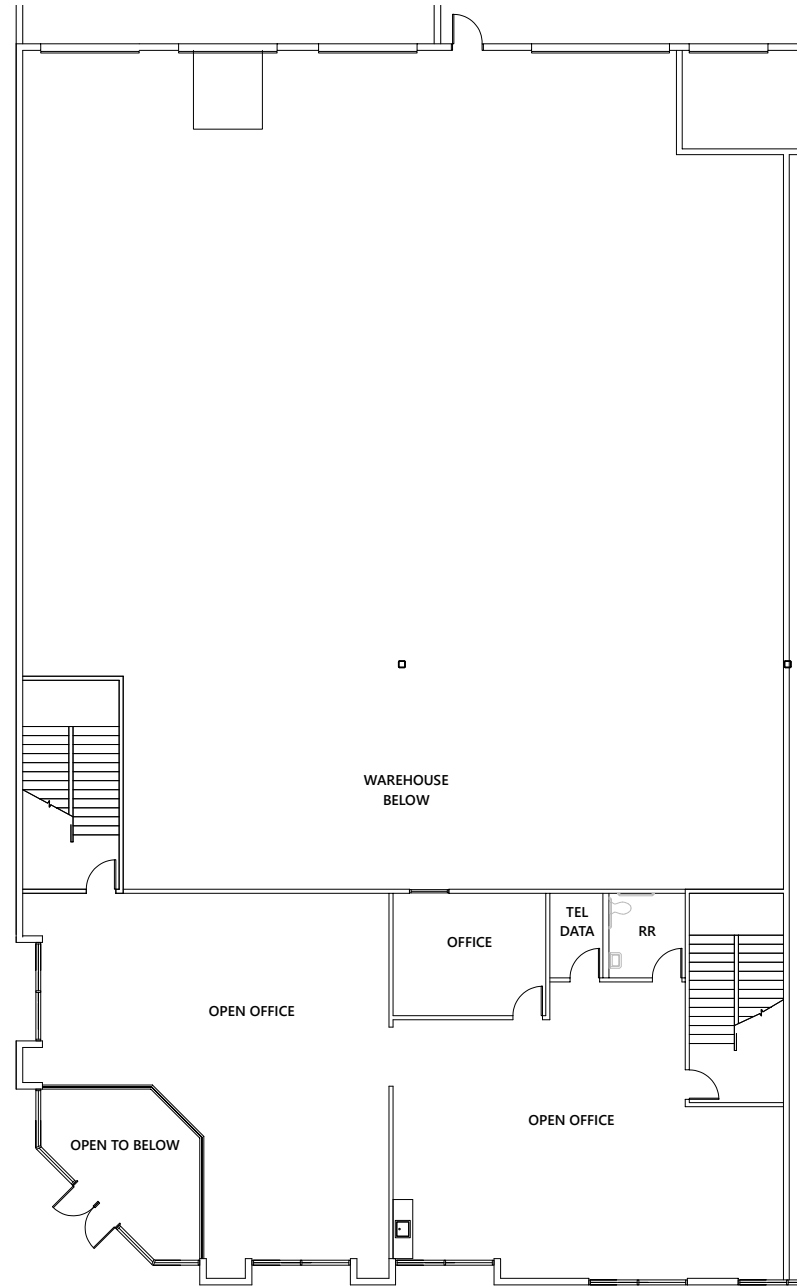 WAREHOUSE
BELOW
OFFICE
TEL
DATA
RR
OPEN OFFICE
OPEN OFFICE
OPEN TO BELOW